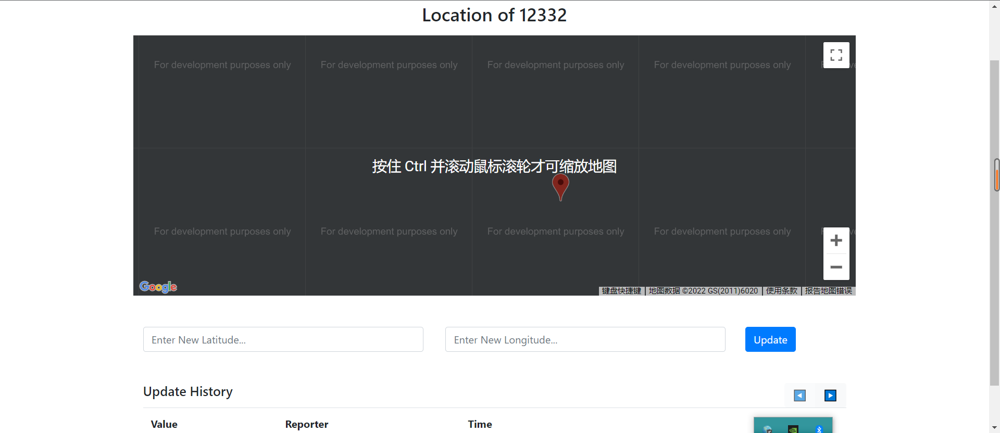 Location of 12332
For development purposes only For development purposes only For development purposes only For development purposes only
按住 Ctrl 并滚动鼠标滚轮才可缩放地图
For development purposes only For development purposes only For development purposes only For development purposes only
Google
键盘快捷键 地图数据 ©2022 GS(2011)6020 使用条款 报告地图错误
Enter New Latitude... Enter New Longitude... Update
Update History
Value Reporter Time